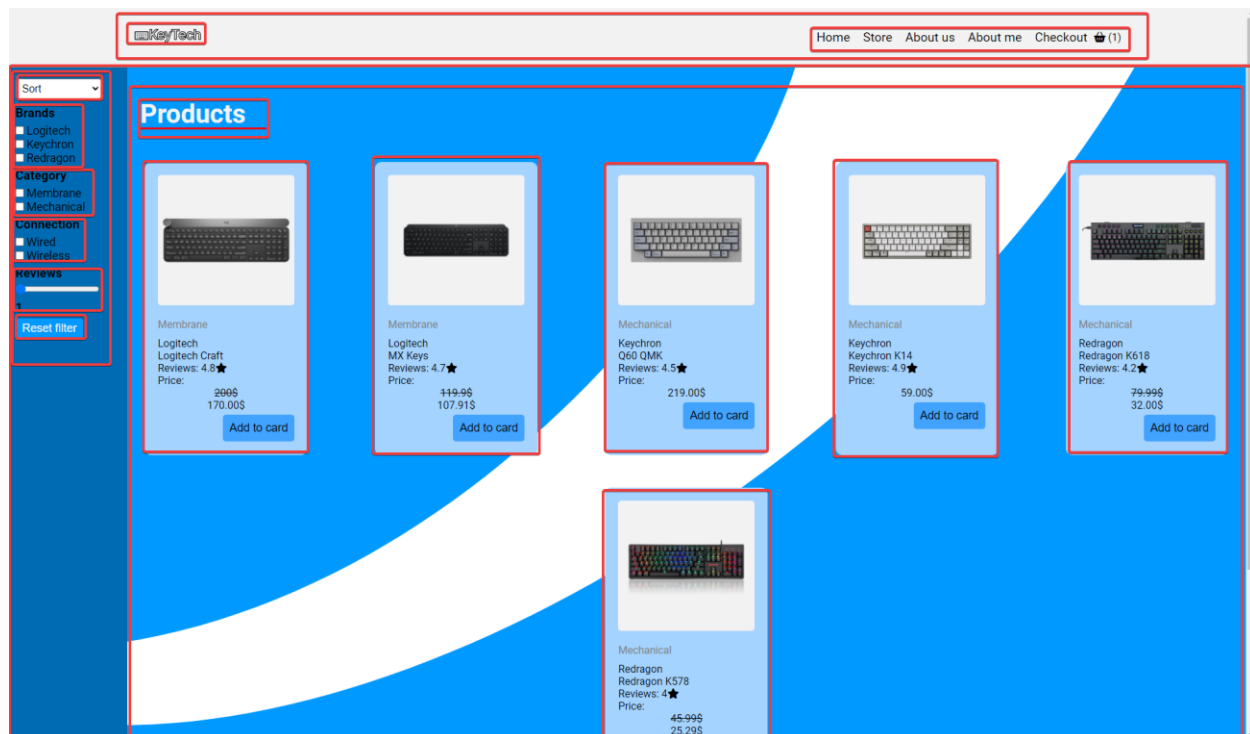 KeyTech
Home Store About us About me Checkout (1)
Sort
Brands
Logitech
Keychron
Redragon
Category
Membrane
Mechanical
Connection
Wired
Wireless
Reviews
1
Reset filter
Products
Membrane
Logitech
Logitech Craft
Reviews: 4.8
Price:
200$
170.00$
Add to card
Membrane
Logitech
MX Keys
Reviews: 4.7
Price:
119.9$
107.91$
Add to card
Mechanical
Keychron
Q60 QMK
Reviews: 4.5
Price:
219.00$
Add to card
Mechanical
Keychron
Keychron K14
Reviews: 4.9
Price:
59.00$
Add to card
Mechanical
Redragon
Redragon K618
Reviews: 4.2
Price:
79.99$
32.00$
Add to card
Mechanical
Redragon
Redragon K578
Reviews: 4
Price:
45.99$
25.29$